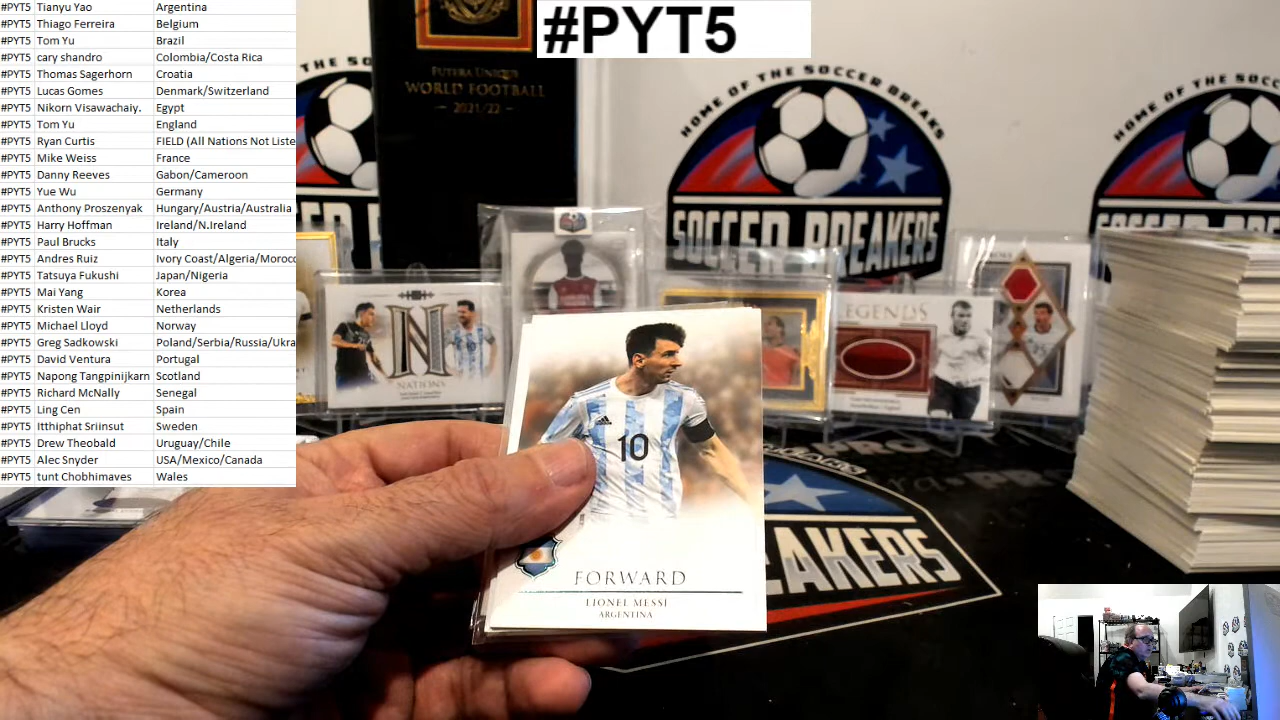 #PYT5 Tianyu Yao Argentina
#PYT5 Thiago Ferreira Belgium
#PYT5 Tom Yu Brazil
#PYT5 cary shandro Colombia/Costa Rica
#PYT5 Thomas Sagerhorn Croatia
#PYT5 Lucas Gomes Denmark/Switzerland
#PYT5 Nikorn Visawachaiy. Egypt
#PYT5 Tom Yu England
#PYT5 Ryan Curtis FIELD (All Nations Not Liste
#PYT5 Mike Weiss France
#PYT5 Danny Reeves Gabon/Cameroon
#PYT5 Yue Wu Germany
#PYT5 Anthony Proszenyak Hungary/Austria/Australia
#PYT5 Harry Hoffman Ireland/N.Ireland
#PYT5 Paul Brucks Italy
#PYT5 Andres Ruiz Ivory Coast/Algeria/Morocc
#PYT5 Tatsuya Fukushi Japan/Nigeria
#PYT5 Mai Yang Korea
#PYT5 Kristen Wair Netherlands
#PYT5 Michael Lloyd Norway
#PYT5 Greg Satkowski Poland/Serbia/Russia/Ukra
#PYT5 David Ventura Portugal
#PYT5 Napong Tangpinijkarn Scotland
#PYT5 Richard McNally Senegal
#PYT5 Ling Cen Spain
#PYT5 Itthiphat Sriinsut Sweden
#PYT5 Drew Theobald Uruguay/Chile
#PYT5 Alec Snyder USA/Mexico/Canada
#PYT5 tunt Chobhimaves Wales
#PYT5
FUTERA UNIQUE
WORLD FOOTBALL
2021/22
HOME OF THE SOCCER BREAKS
SOCCER BREAKERS
HOME OF THE SOCCER
N
NATIONS
LEGENDS
10
FORWARD
LIONEL MESSI
ARGENTINA
EAKERS